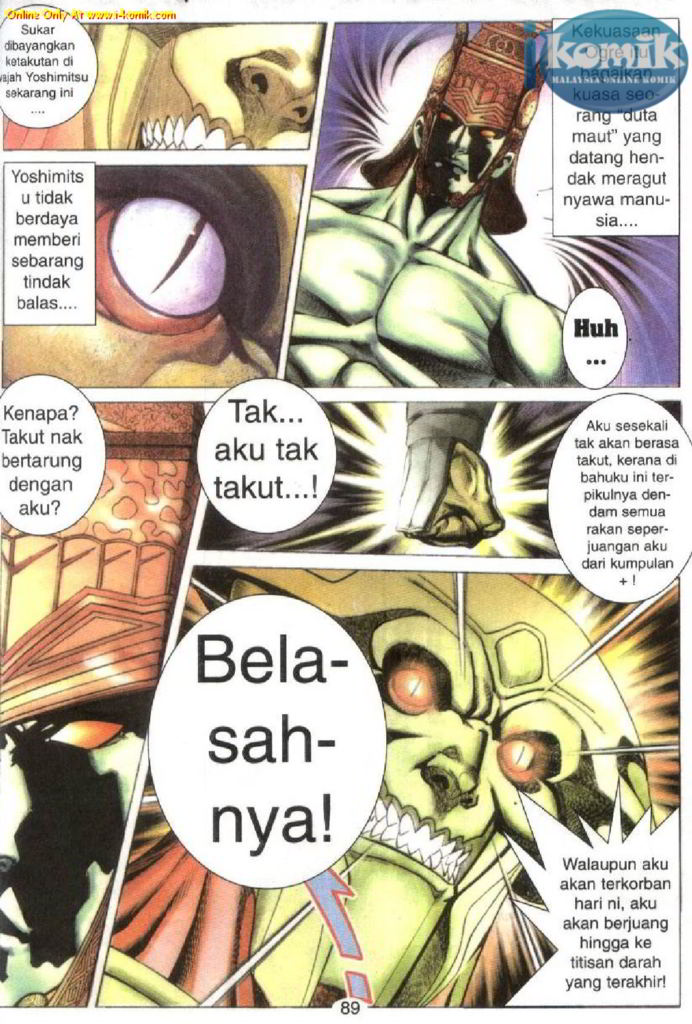 Online Only At www.i-komik.com
Sukar
dibayangkan
ketakutan di
wajah Yoshimitsu
sekarang ini
....
Kekuasaan
Ogre itu
bagaikan
kuasa seo-
rang "duta
maut" yang
datang hen-
dak meragut
nyawa manu-
sia....
ikomik
MALAYSIA ONLINE KOMIK
Yoshimits
u tidak
berdaya
memberi
sebarang
tindak
balas....
Huh
...
Kenapa?
Takut nak
bertarung
dengan
aku?
Tak...
aku tak
takut...!
Aku sesekali
tak akan berasa
takut, kerana di
bahuku ini ter-
pikulnya den-
dam semua
rakan seper-
juangan aku
dari kumpulan
+ !
Bela-
sah-
nya!
Walaupun aku
akan terkorban
hari ni, aku
akan berjuang
hingga ke
titisan darah
yang terakhir!
89